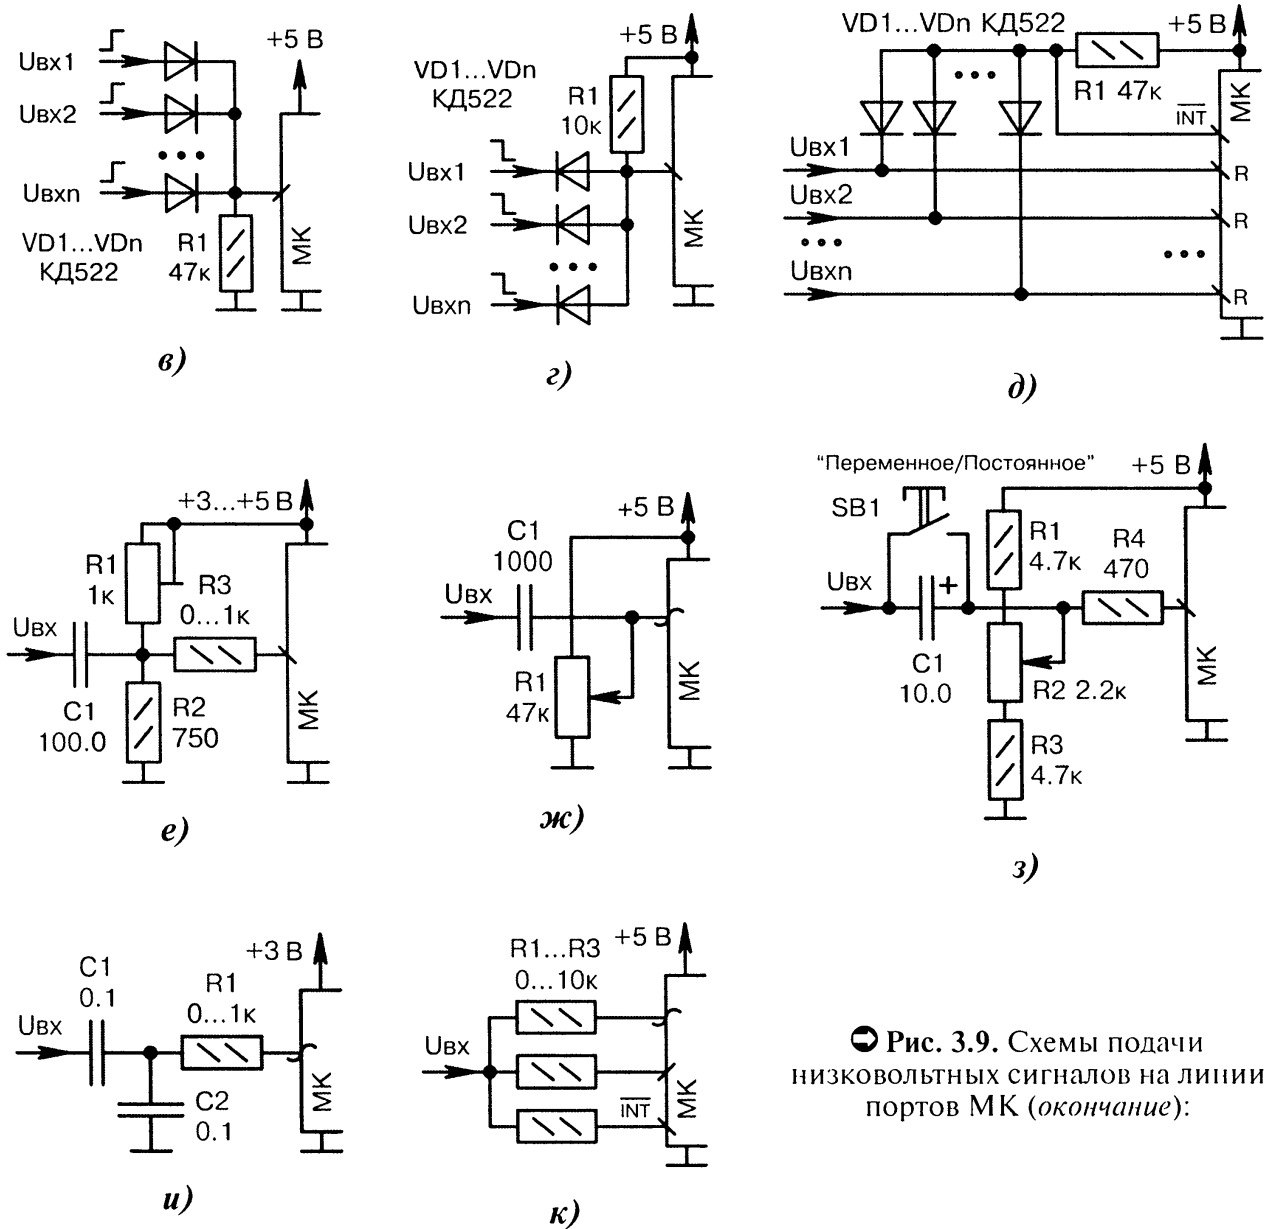 +5 В
Uвх1
Uвх2
Uвхn
VD1...VDn
КД522
R1
47к
МК
в)
+5 В
VD1...VDn
КД522
R1
10к
Uвх1
Uвх2
Uвхn
МК
г)
VD1...VDn КД522
+5 В
R1 47к
INT
МК
Uвх1
R
Uвх2
R
Uвхn
R
д)
+3...+5 В
R1
1к
R3
0...1к
Uвх
C1
100.0
R2
750
МК
е)
+5 В
C1
1000
Uвх
R1
47к
МК
ж)
"Переменное/Постоянное"
+5 В
SB1
R1
4.7к
R4
470
Uвх
+
C1
10.0
R2 2.2к
R3
4.7к
МК
з)
+3 В
C1
0.1
R1
0...1к
Uвх
C2
0.1
МК
и)
R1...R3
0...10к
+5 В
Uвх
INT
МК
к)
➲ Рис. 3.9. Схемы подачи
низковольтных сигналов на линии
портов МК (окончание):